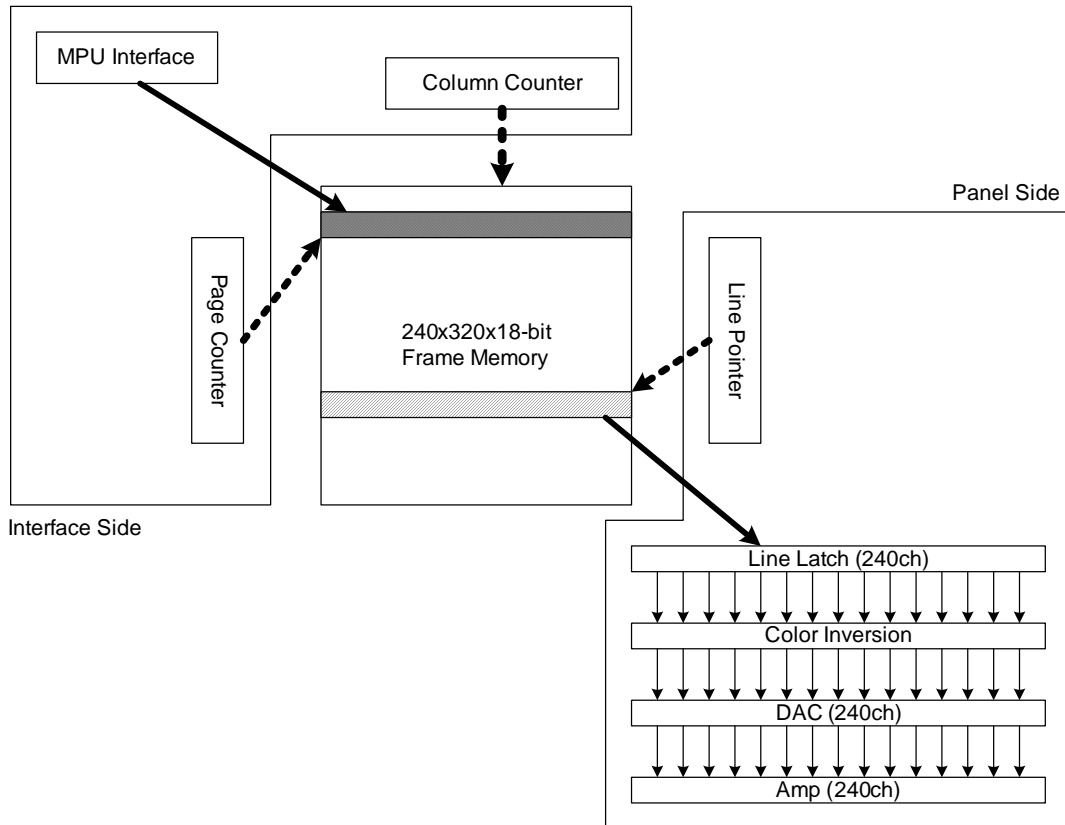 MPU Interface
Column Counter
Panel Side
Page Counter
Line Pointer
240x320x18-bit
Frame Memory
Interface Side
Line Latch (240ch)
Color Inversion
DAC (240ch)
Amp (240ch)